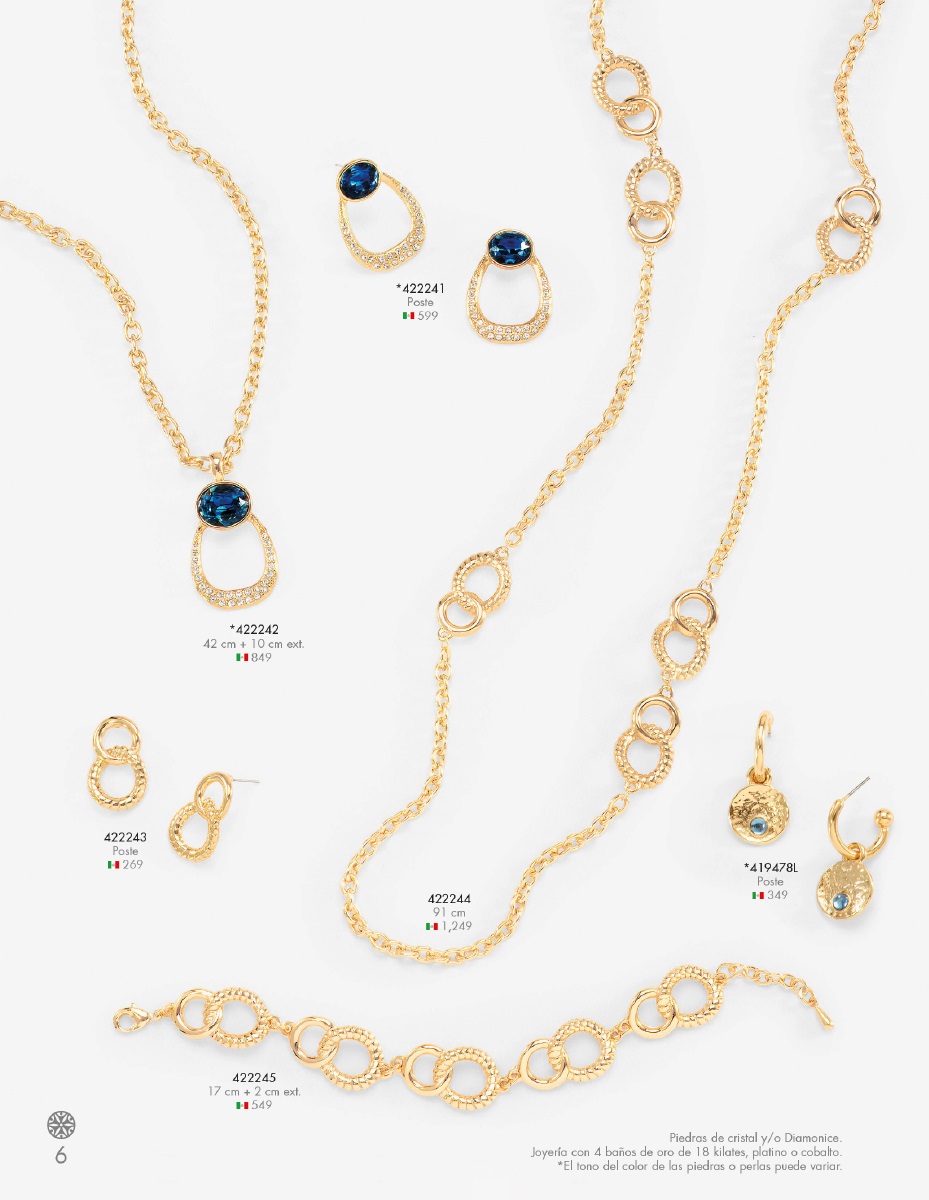 *422241
Poste
599
*422242
42 cm + 10 cm ext.
849
422243
Poste
269
422244
91 cm
1,249
*419478L
Poste
349
422245
17 cm + 2 cm ext.
549
6
Piedras de cristal y/o Diamonice.
Joyería con 4 baños de oro de 18 kilates, platino o cobalto.
*El tono del color de las piedras o perlas puede variar.